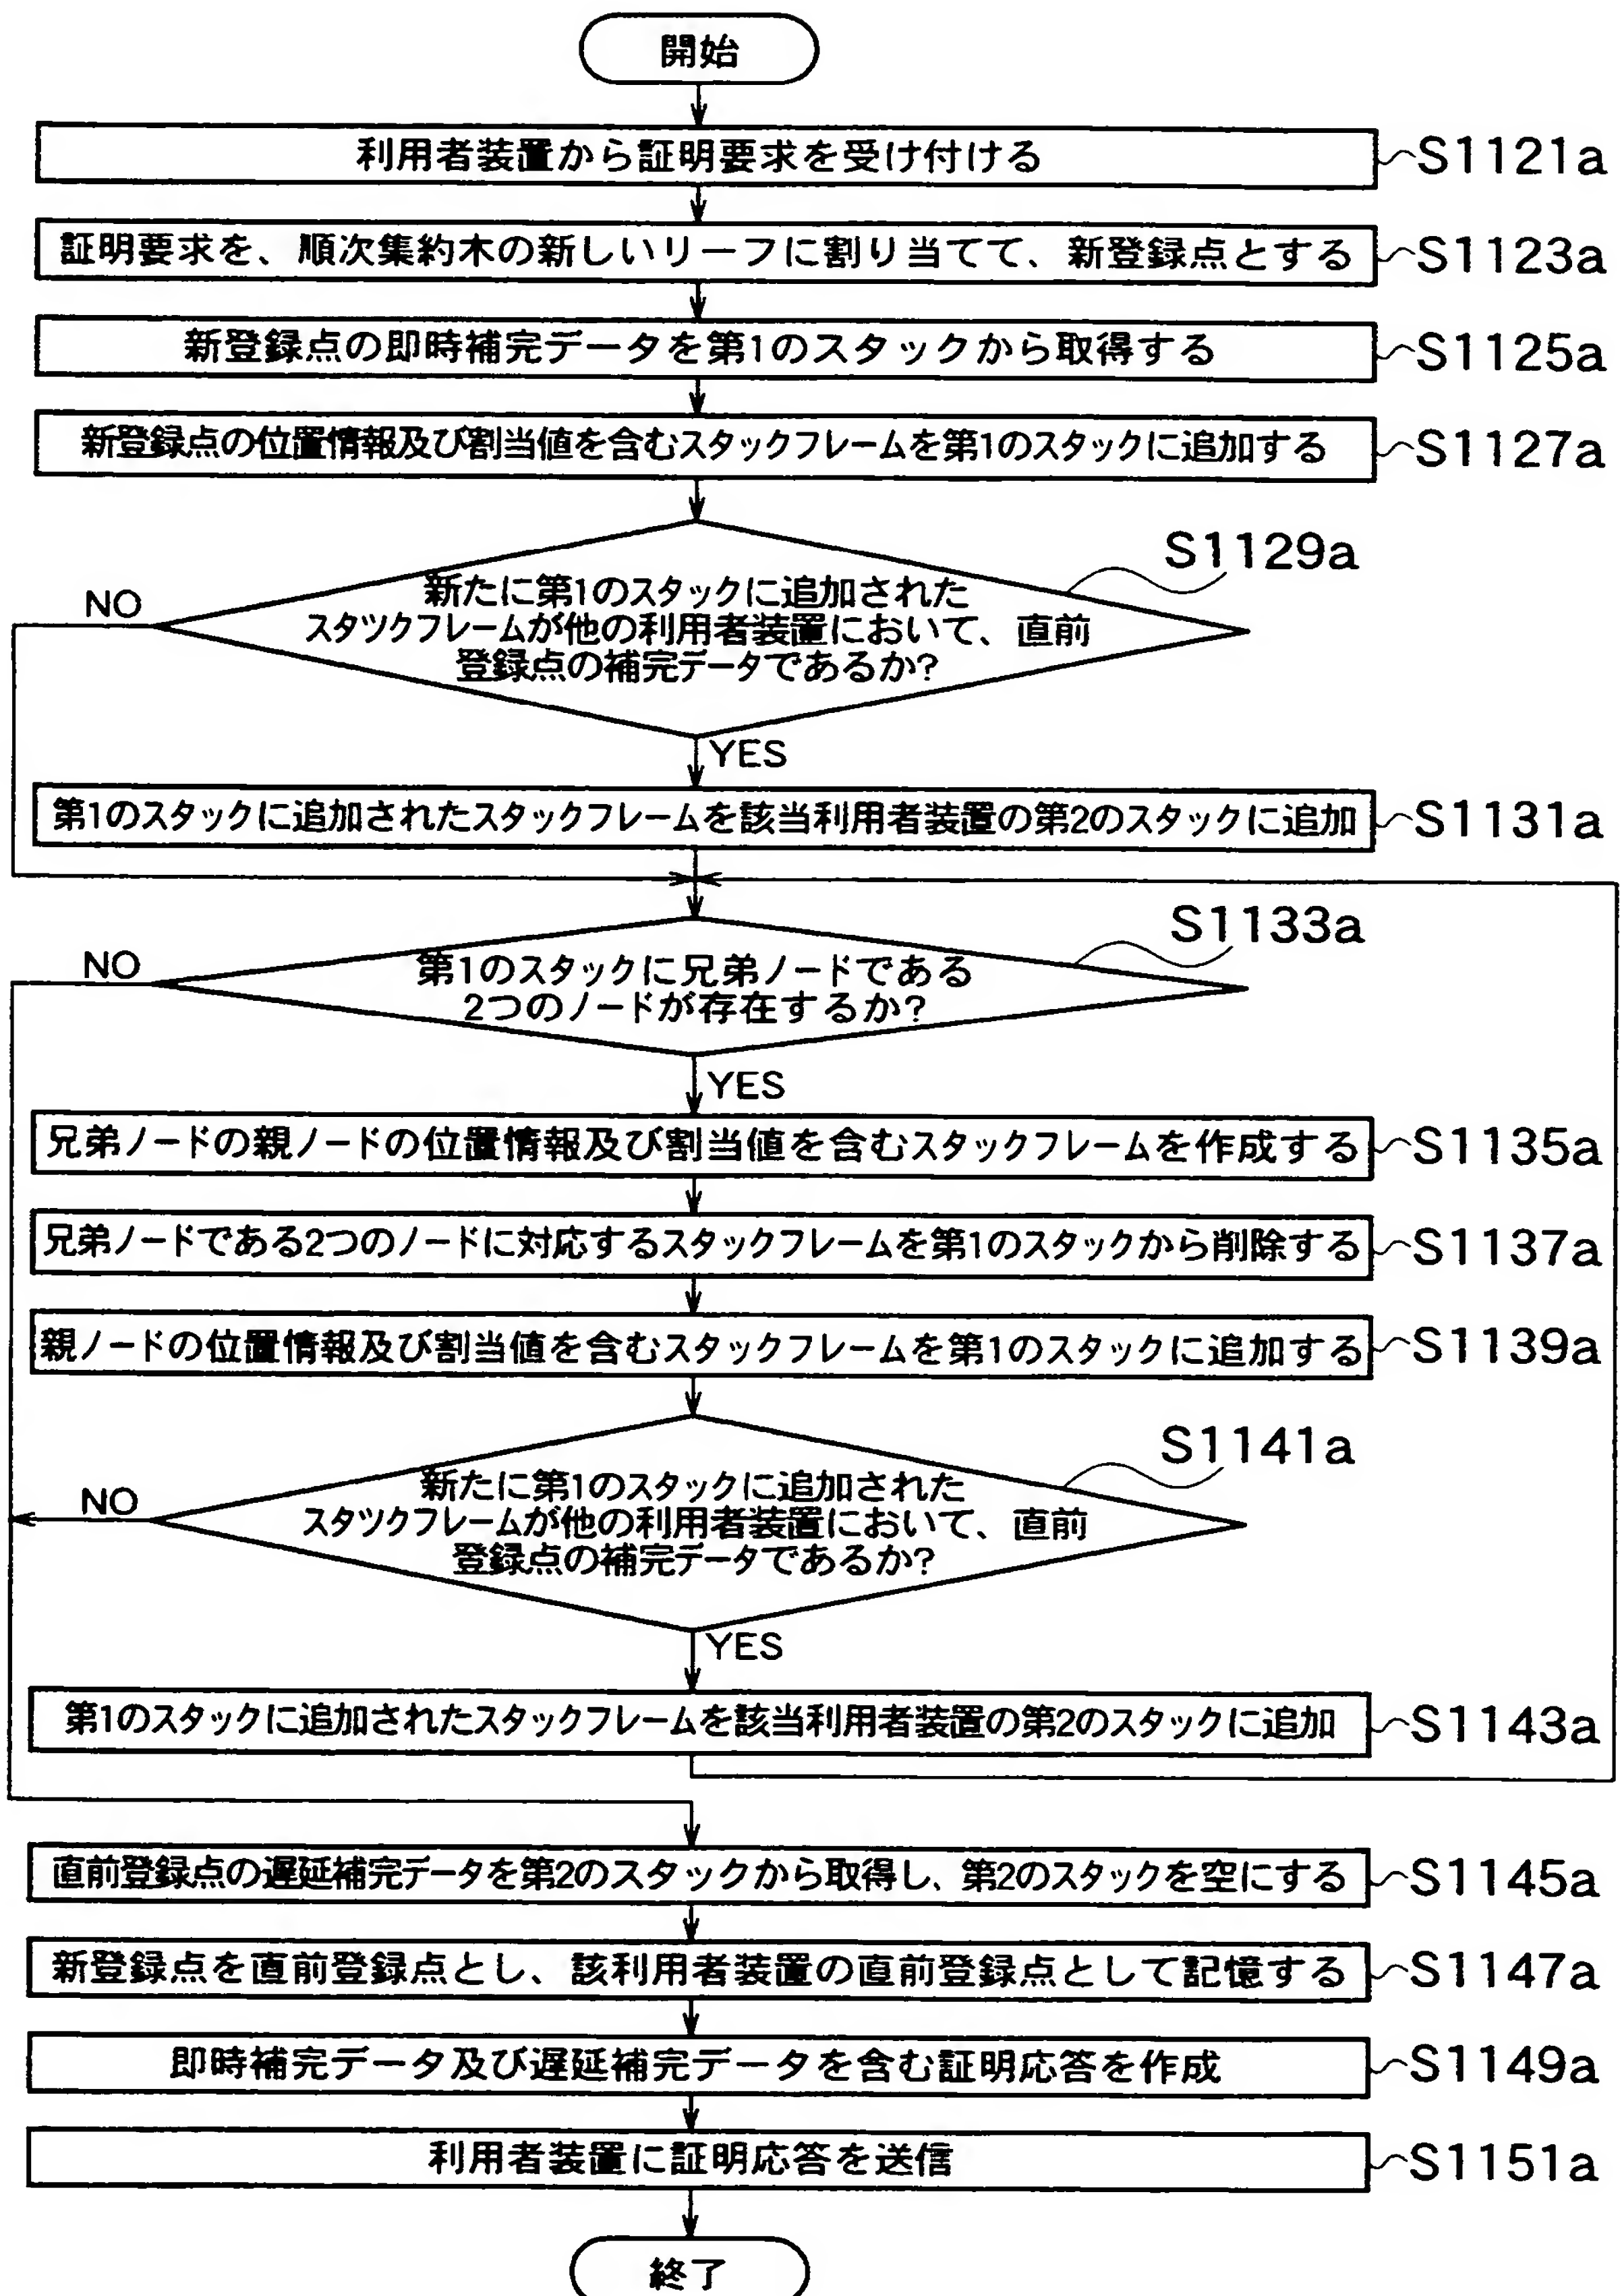 開始
利用者装置から証明要求を受け付ける
S1121a
証明要求を、順次集約木の新しいリーフに割り当てて、新登録点とする
S1123a
新登録点の即時補完データを第1のスタックから取得する
S1125a
新登録点の位置情報及び割当値を含むスタックフレームを第1のスタックに追加する
S1127a
S1129a
NO
新たに第1のスタックに追加された
スタツクフレームが他の利用者装置において、直前
登録点の補完データであるか?
YES
第1のスタックに追加されたスタックフレームを該当利用者装置の第2のスタックに追加
S1131a
S1133a
NO
第1のスタックに兄弟ノードである
2つのノードが存在するか?
YES
兄弟ノードの親ノードの位置情報及び割当値を含むスタックフレームを作成する
S1135a
兄弟ノードである2つのノードに対応するスタックフレームを第1のスタックから削除する
S1137a
親ノードの位置情報及び割当値を含むスタックフレームを第1のスタックに追加する
S1139a
S1141a
NO
新たに第1のスタックに追加された
スタツクフレームが他の利用者装置において、直前
登録点の補完データであるか?
YES
第1のスタックに追加されたスタックフレームを該当利用者装置の第2のスタックに追加
S1143a
直前登録点の遅延補完データを第2のスタックから取得し、第2のスタックを空にする
S1145a
新登録点を直前登録点とし、該利用者装置の直前登録点として記憶する
S1147a
即時補完データ及び遅延補完データを含む証明応答を作成
S1149a
利用者装置に証明応答を送信
S1151a
終了